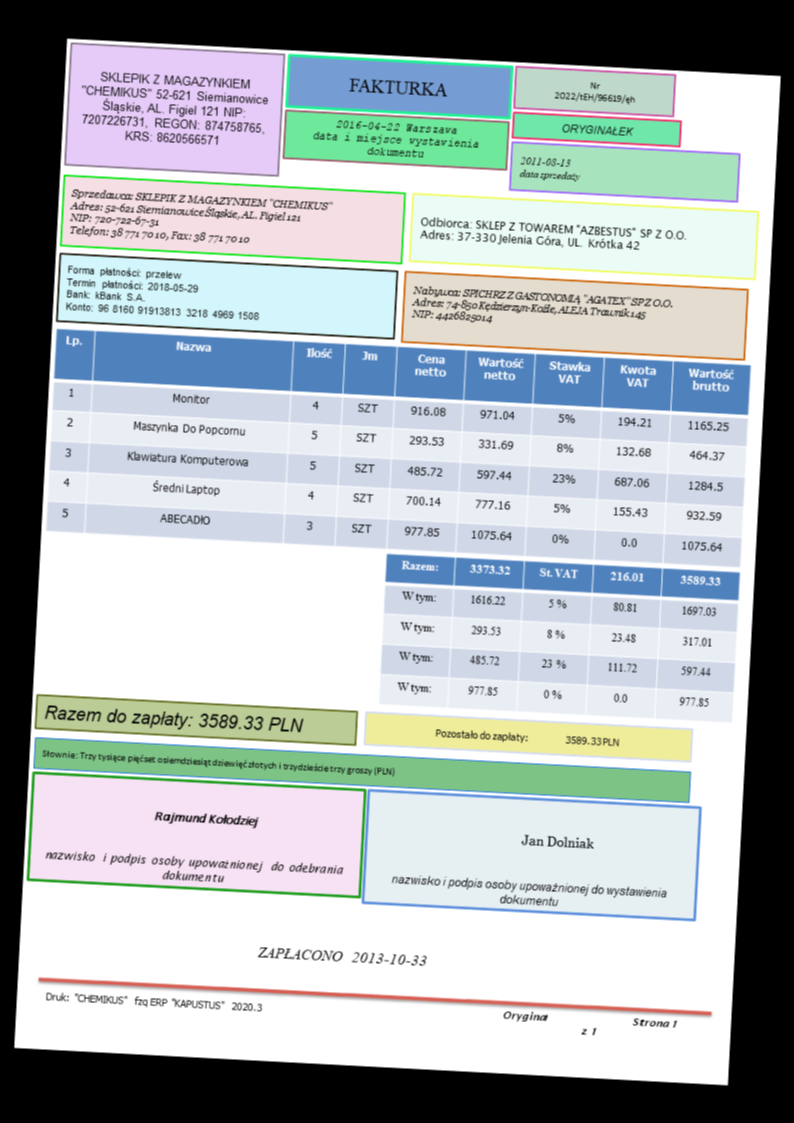 SKLEPIK Z MAGAZYNKIEM
"CHEMIKUS" 52-621 Siemianowice
Śląskie, AL. Figiel 121 NIP:
7207226731, REGON: 874758765,
KRS: 8620566571
FAKTURKA
2016-04-22 Warszawa
data i miejsce wystawienia
dokumentu
Nr
2022/tEH/96619/ęh
ORYGINAŁEK
2011-08-13
data sprzedaży
Sprzedawca: SKLEPIK Z MAGAZYNKIEM "CHEMIKUS"
Adres: 52-621 Siemianowice Śląskie, AL. Figiel 121
NIP: 720-722-67-31
Telefon: 38 771 70 10, Fax: 38 771 70 10
Odbiorca: SKLEP Z TOWAREM "AZBESTUS" SP Z O.O.
Adres: 37-330 Jelenia Góra, UL. Krótka 42
Forma płatności: przelew
Termin płatności: 2018-05-29
Bank: kBank S.A.
Konto: 96 8160 91913813 3218 4969 1508
Nabywca: SPICHRZ Z GASTONOMIĄ "AGATEX" SP Z O.O.
Adres: 74-850 Kędzierzyn-Koźle, ALEJA Trawnik 145
NIP: 4426825014
Lp. Nazwa Ilość Jm Cena netto Wartość netto Stawka VAT Kwota VAT Wartość brutto
1 Monitor 4 SZT 916.08 971.04 5% 194.21 1165.25
2 Maszynka Do Popcornu 5 SZT 293.53 331.69 8% 132.68 464.37
3 Klawiatura Komputerowa 5 SZT 485.72 597.44 23% 687.06 1284.5
4 Średni Laptop 4 SZT 700.14 777.16 5% 155.43 932.59
5 ABECADŁO 3 SZT 977.85 1075.64 0% 0.0 1075.64
Razem: 3373.32 St. VAT 216.01 3589.33
W tym: 1616.22 5 % 80.81 1697.03
W tym: 293.53 8 % 23.48 317.01
W tym: 485.72 23 % 111.72 597.44
W tym: 977.85 0 % 0.0 977.85
Razem do zapłaty: 3589.33 PLN
Pozostało do zapłaty: 3589.33 PLN
Słownie: Trzy tysiące pięćset osiemdziesiąt dziewięć złotych i trzydzieście trzy groszy (PLN)
Rajmund Kołodziej
nazwisko i podpis osoby upoważnionej do odebrania
dokumentu
Jan Dolniak
nazwisko i podpis osoby upoważnionej do wystawienia
dokumentu
ZAPŁACONO 2013-10-33
Druk: "CHEMIKUS" fzq ERP "KAPUSTUS" 2020.3
Oryginał
Strona 1
z 1